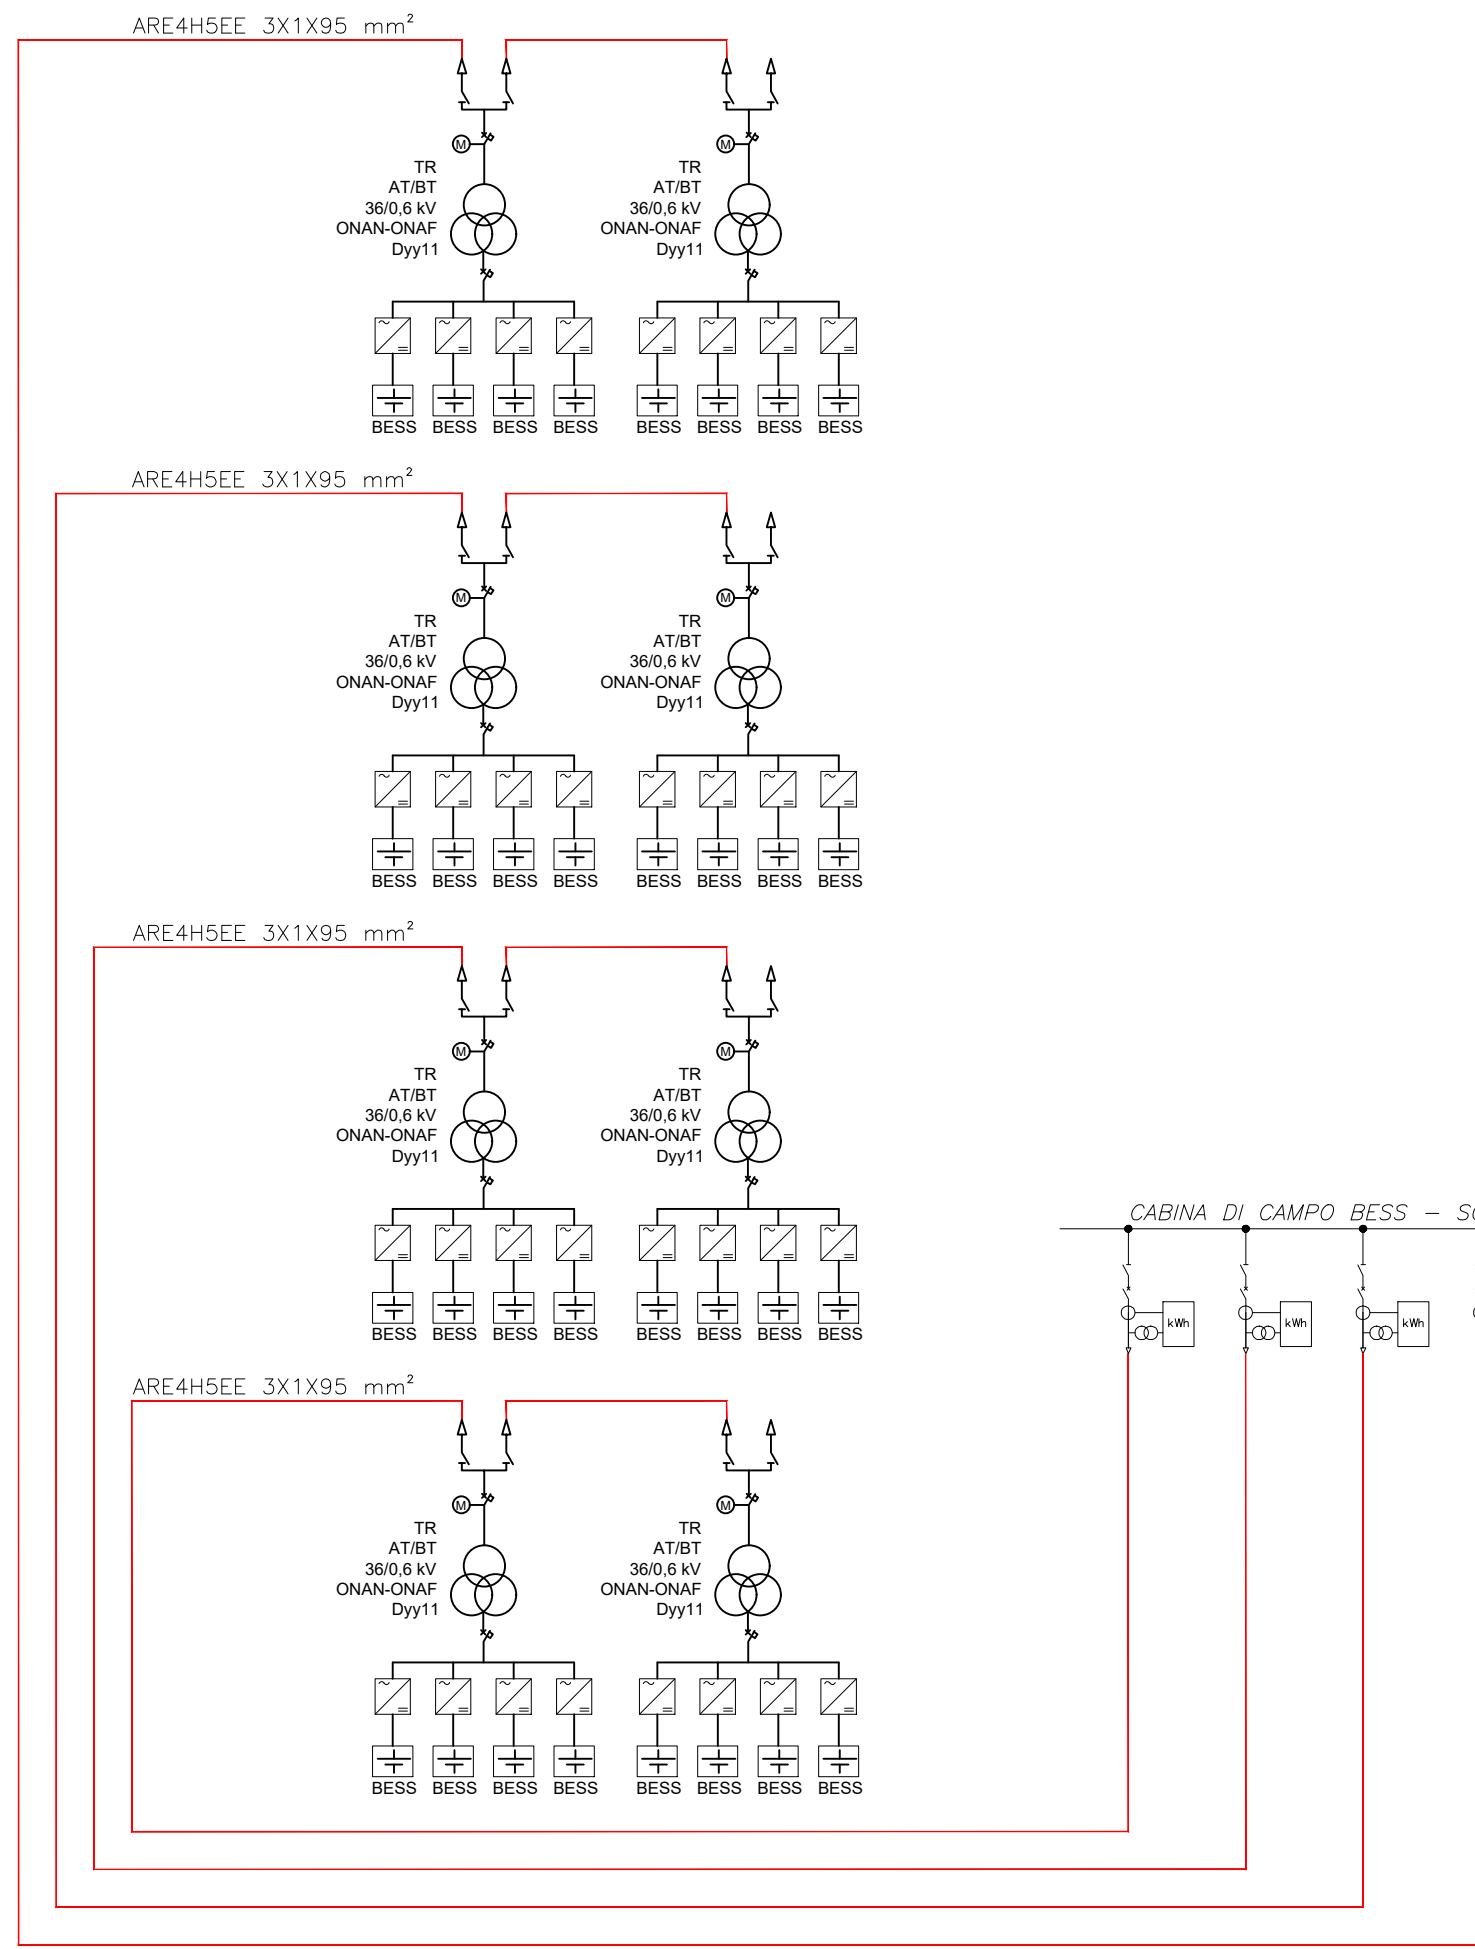 ARE4H5EE 3X1X95 mm²
M
M
TR
AT/BT
36/0,6 kV
ONAN-ONAF
Dyy11
TR
AT/BT
36/0,6 kV
ONAN-ONAF
Dyy11
BESS BESS BESS BESS
BESS BESS BESS BESS
ARE4H5EE 3X1X95 mm²
M
M
TR
AT/BT
36/0,6 kV
ONAN-ONAF
Dyy11
TR
AT/BT
36/0,6 kV
ONAN-ONAF
Dyy11
BESS BESS BESS BESS
BESS BESS BESS BESS
ARE4H5EE 3X1X95 mm²
M
M
TR
AT/BT
36/0,6 kV
ONAN-ONAF
Dyy11
TR
AT/BT
36/0,6 kV
ONAN-ONAF
Dyy11
BESS BESS BESS BESS
BESS BESS BESS BESS
CABINA DI CAMPO BESS -
kWh
kWh
kWh
ARE4H5EE 3X1X95 mm²
M
M
TR
AT/BT
36/0,6 kV
ONAN-ONAF
Dyy11
TR
AT/BT
36/0,6 kV
ONAN-ONAF
Dyy11
BESS BESS BESS BESS
BESS BESS BESS BESS